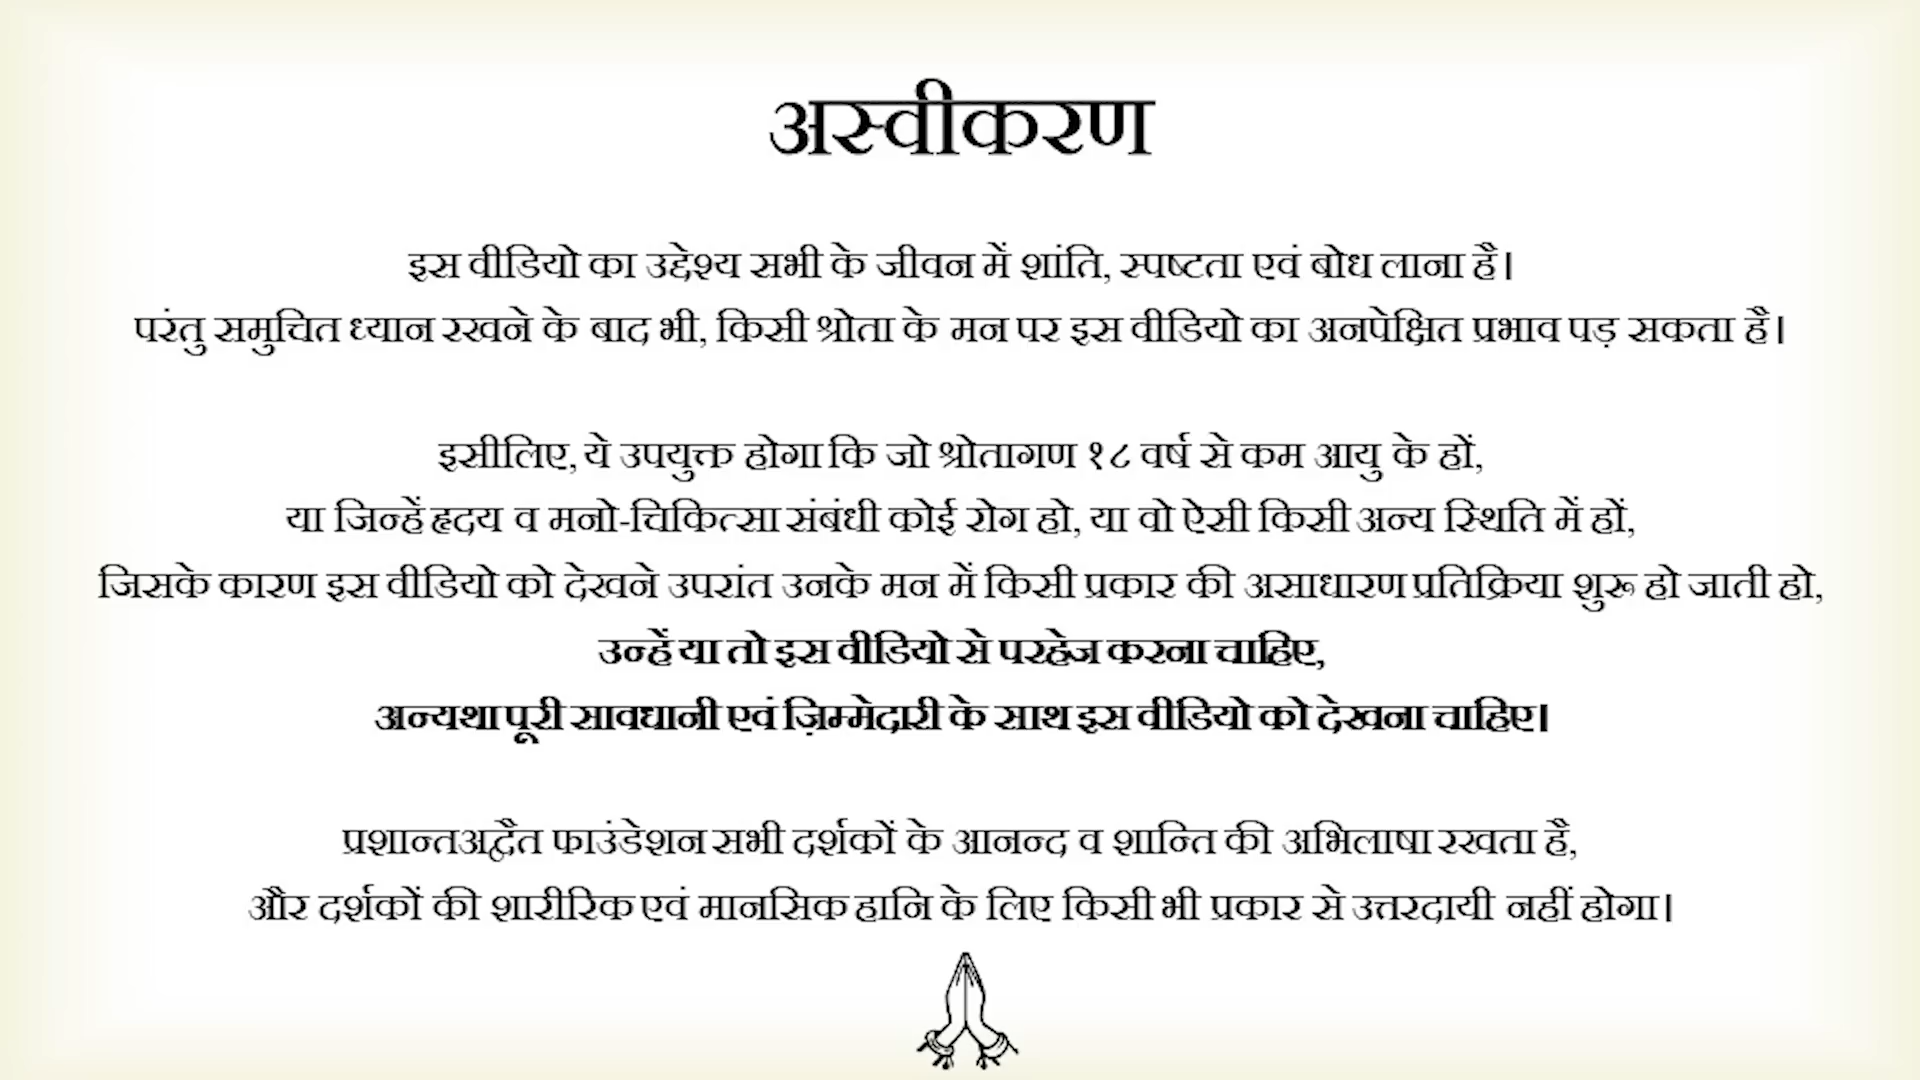 अस्वीकरण
इस वीडियो का उद्देश्य सभी के जीवन में शांति, स्पष्टता एवं बोध लाना है।
परंतु समुचित ध्यान रखने के बाद भी, किसी श्रोता के मन पर इस वीडियो का अनपेक्षित प्रभाव पड़ सकता है।
इसीलिए, ये उपयुक्त होगा कि जो श्रोतागण १८ वर्ष से कम आयु के हों,
या जिन्हें हृदय व मनो-चिकित्सा संबंधी कोई रोग हो, या वो ऐसी किसी अन्य स्थिति में हों,
जिसके कारण इस वीडियो को देखने उपरांत उनके मन में किसी प्रकार की असाधारण प्रतिक्रिया शुरू हो जाती हो,
उन्हें या तो इस वीडियो से परहेज करना चाहिए,
अन्यथा पूरी सावधानी एवं ज़िम्मेदारी के साथ इस वीडियो को देखना चाहिए।
प्रशान्तअद्वैत फाउंडेशन सभी दर्शकों के आनन्द व शान्ति की अभिलाषा रखता है,
और दर्शकों की शारीरिक एवं मानसिक हानि के लिए किसी भी प्रकार से उत्तरदायी नहीं होगा।